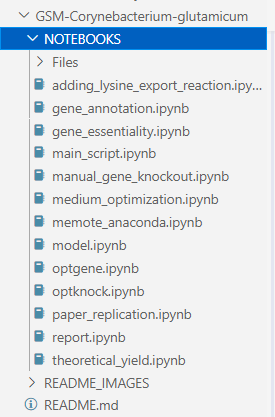 GSM-Corynebacterium-glutamicum
NOTEBOOKS
Files
adding_lysine_export_reaction.ipy...
gene_annotation.ipynb
gene_essentiality.ipynb
main_script.ipynb
manual_gene_knockout.ipynb
medium_optimization.ipynb
memote_anaconda.ipynb
model.ipynb
optgene.ipynb
optknock.ipynb
paper_replication.ipynb
report.ipynb
theoretical_yield.ipynb
README_IMAGES
README.md